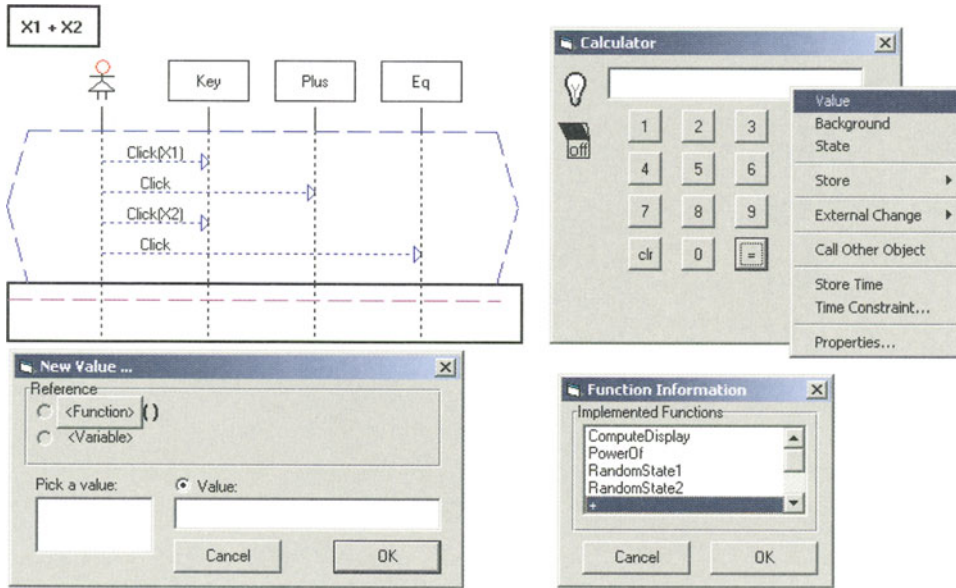 X1 + X2
Key
Plus
Eq
Click(X1)
Click
Click(X2)
Click
Calculator
off
1 2 3
4 5 6
7 8 9
clr 0 =
Value
Background
State
Store
External Change
Call Other Object
Store Time
Time Constraint...
Properties...
New Value ...
Reference
<Function> ()
<Variable>
Pick a value:
Value:
Cancel
OK
Function Information
Implemented Functions
ComputeDisplay
PowerOf
RandomState1
RandomState2
+
Cancel
OK